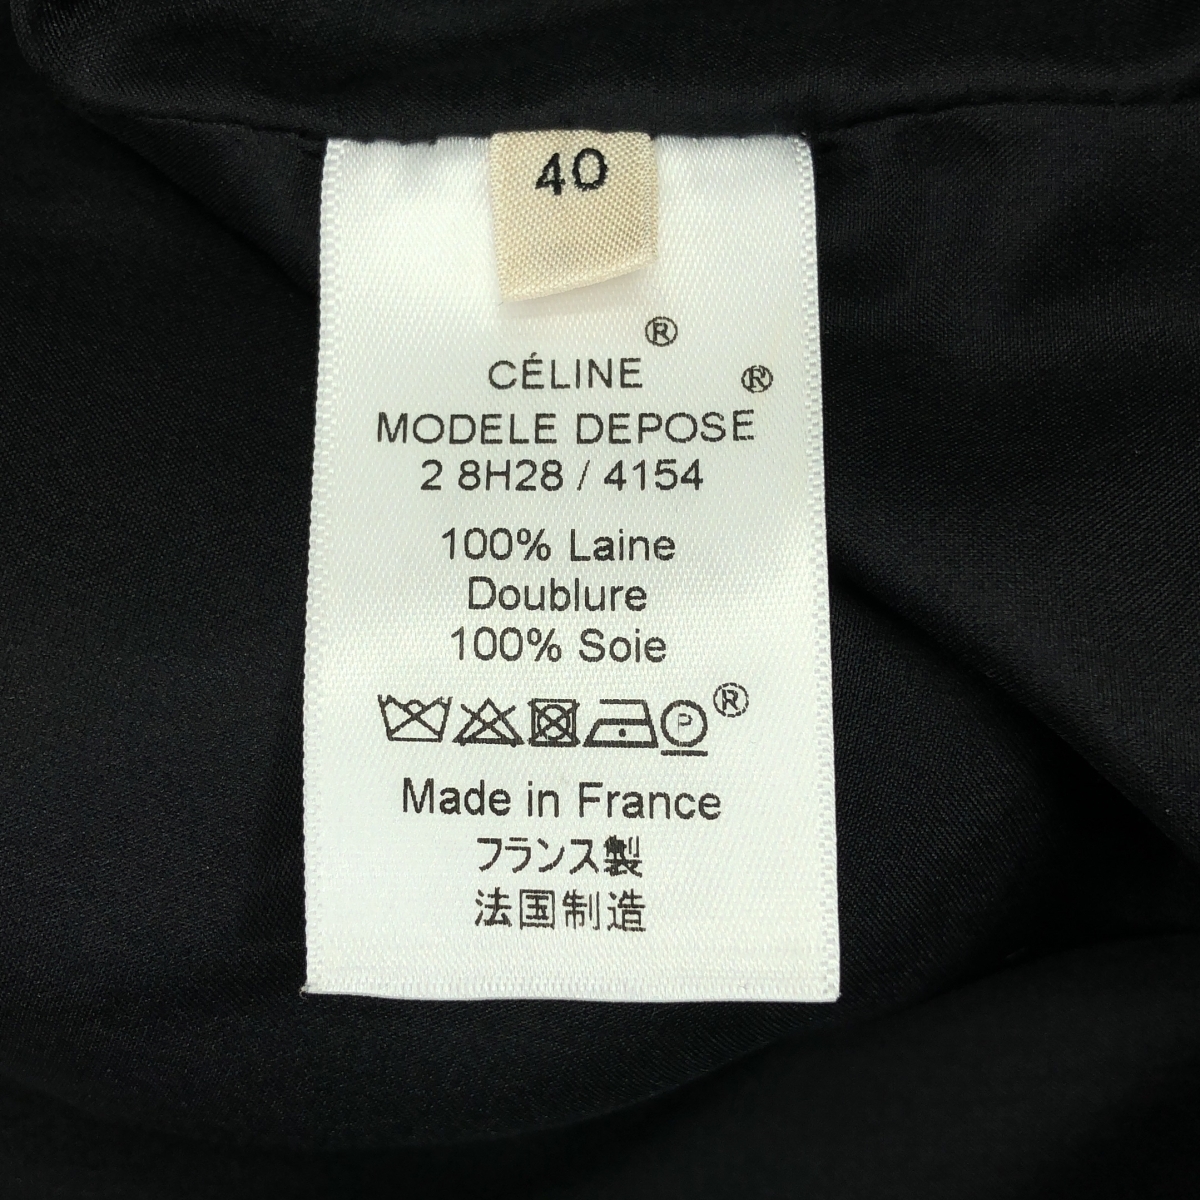 40
CÉLINE®
MODELE DEPOSE®
2 8H28 / 4154
100% Laine
Doublure
100% Soie
P ®
Made in France
フランス製
法国制造